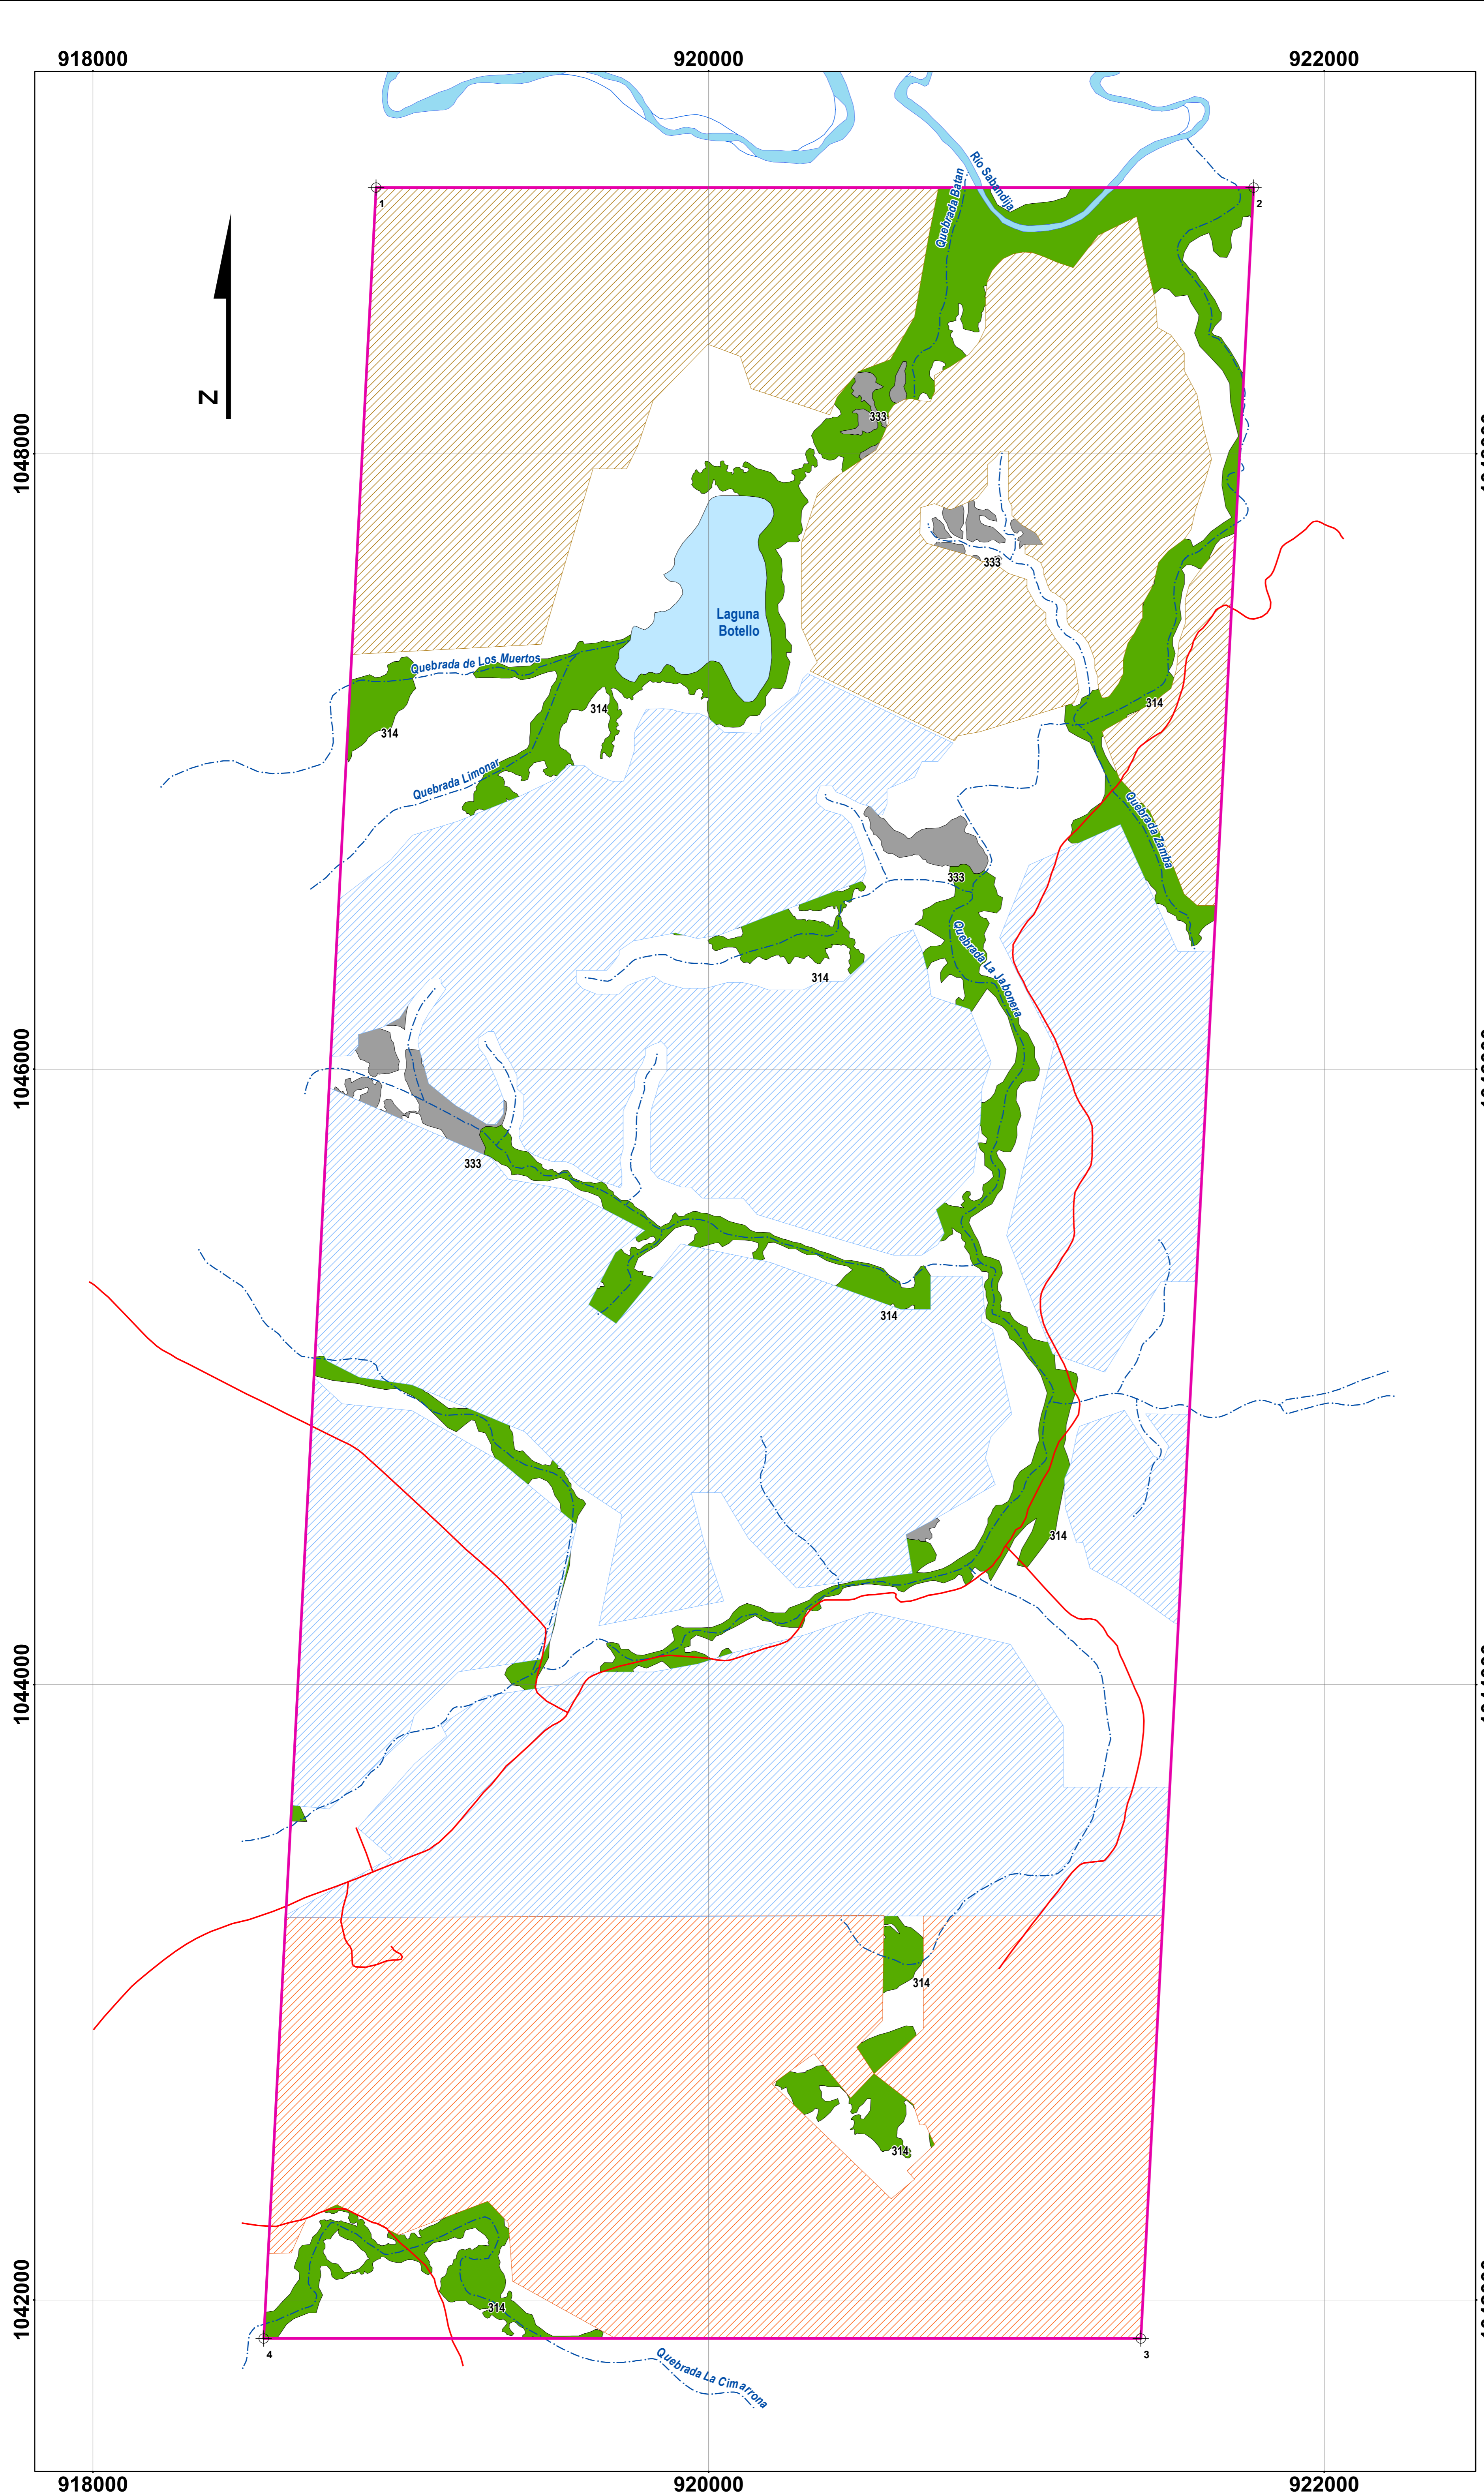 918000
920000
922000
Rio Sabandija
Quebrada Batan
1
2
N
333
1048000
333
Laguna
Botello
Quebrada de Los Muertos
314
314
314
Quebrada Limonar
Quebrada Zamba
333
Quebrada La Jabonera
314
1046000
333
314
314
1044000
314
314
1042000
314
4
3
Quebrada La Cimarrona
918000
920000
922000